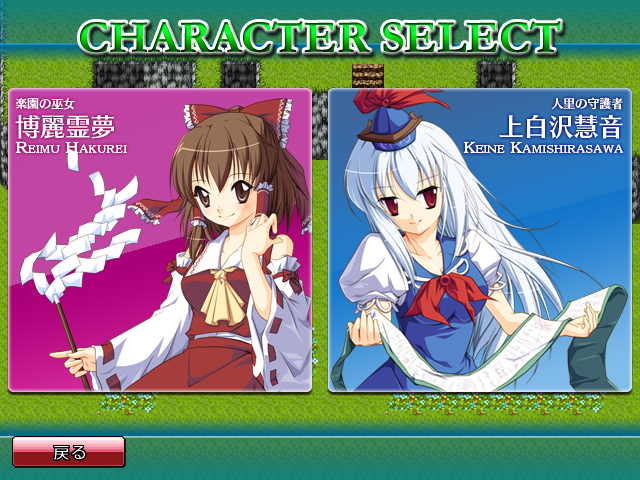 CHARACTER SELECT
楽園の巫女
博麗霊夢
REIMU HAKUREI
人里の守護者
上白沢慧音
KEINE KAMISHIRASAWA
戻る